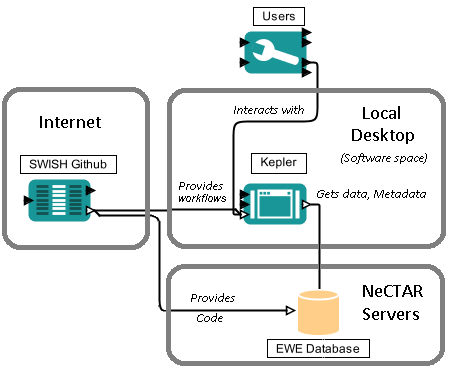 Users
Internet
Local
Desktop
(Software space)
Interacts with
SWISH Github
Kepler
Provides
workflows
Gets data, Metadata
NeCTAR
Servers
Provides
Code
EWE Database